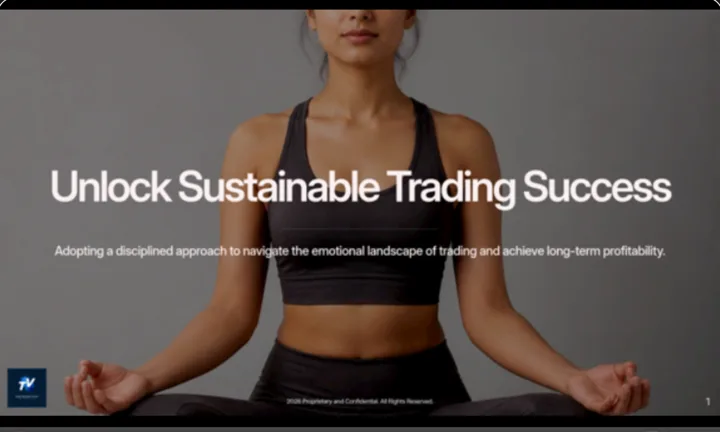 Unlock Sustainable Trading Success
Adopting a disciplined approach to navigate the emotional landscape of trading and achieve long-term profitability.
TV
2026 Proprietary and Confidential. All Rights Reserved.
1